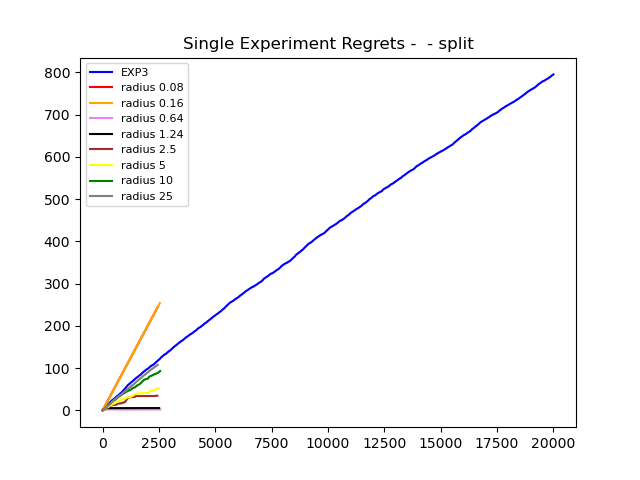 Single Experiment Regrets -  - split
EXP3
radius 0.08
radius 0.16
radius 0.64
radius 1.24
radius 2.5
radius 5
radius 10
radius 25
800
700
600
500
400
300
200
100
0
0 2500 5000 7500 10000 12500 15000 17500 20000